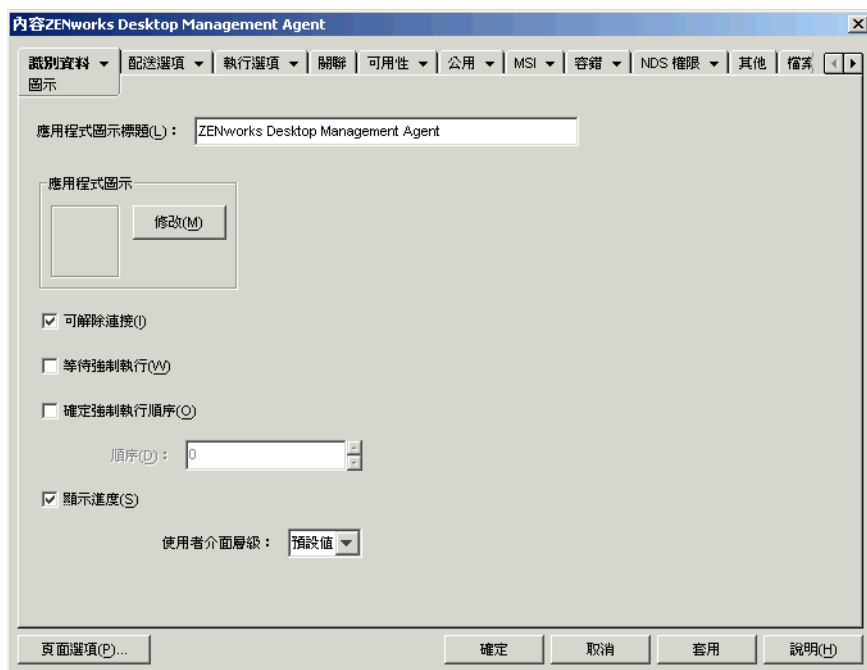 內容ZENworks Desktop Management Agent
識別資料 配送選項 執行選項 關聯 可用性 公用 MSI 容錯 NDS 權限 其他 檔案
圖示
應用程式圖示標題(L)： ZENworks Desktop Management Agent
應用程式圖示
修改(M)
可解除連接(I)
等待強制執行(W)
確定強制執行順序(O)
順序(D)： 0
顯示進度(S)
使用者介面層級： 預設值
頁面選項(P)... 確定 取消 套用 說明(H)